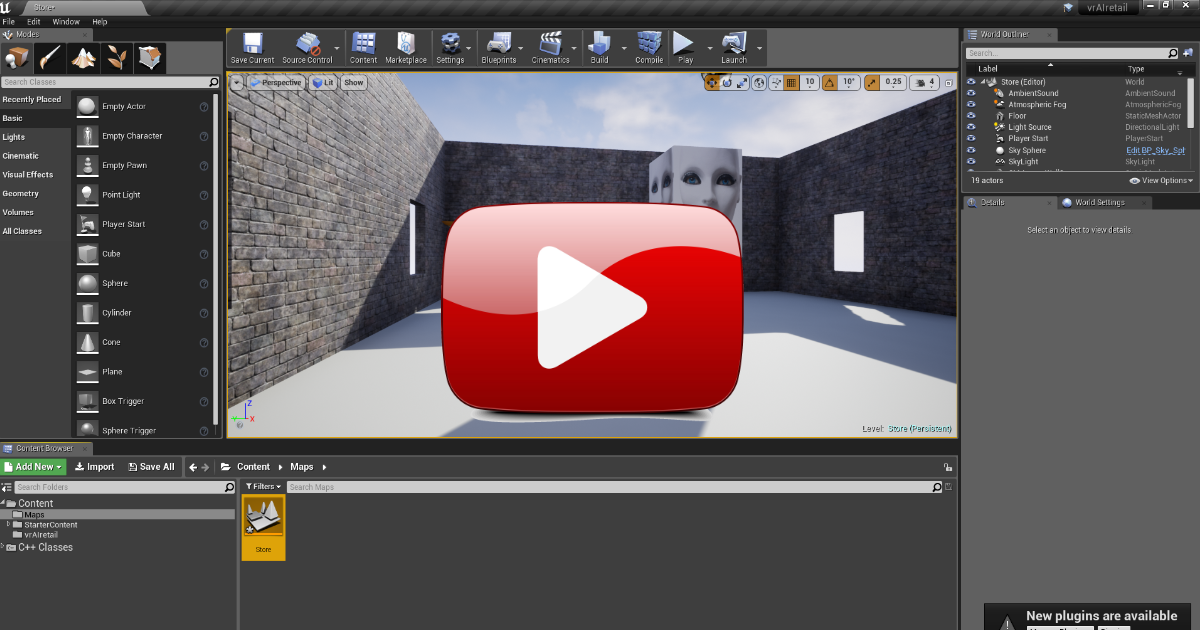 Store
vrAIretail
File Edit Window Help
Modes
Search Classes
Recently Placed
Basic
Lights
Cinematic
Visual Effects
Geometry
Volumes
All Classes
Empty Actor
Empty Character
Empty Pawn
Point Light
Player Start
Cube
Sphere
Cylinder
Cone
Plane
Box Trigger
Sphere Trigger
Save Current Source Control Content Marketplace Settings Blueprints Cinematics Build Compile Play Launch
Perspective Lit Show
10 10° 0.25 4
Z
X
Level: Store (Persistent)
World Outliner
Search...
Label Type
Store (Editor) World
AmbientSound AmbientSound
Atmospheric Fog AtmosphericFog
Floor StaticMeshActor
Light Source DirectionalLight
Player Start PlayerStart
Sky Sphere Edit BP_Sky_Sph
SkyLight SkyLight
19 actors View Options
Details World Settings
Select an object to view details
Content Browser
Add New Import Save All Content Maps
Search Folders
Filters Search Maps
Content
Maps
StarterContent
vrAIretail
C++ Classes
Store
New plugins are available